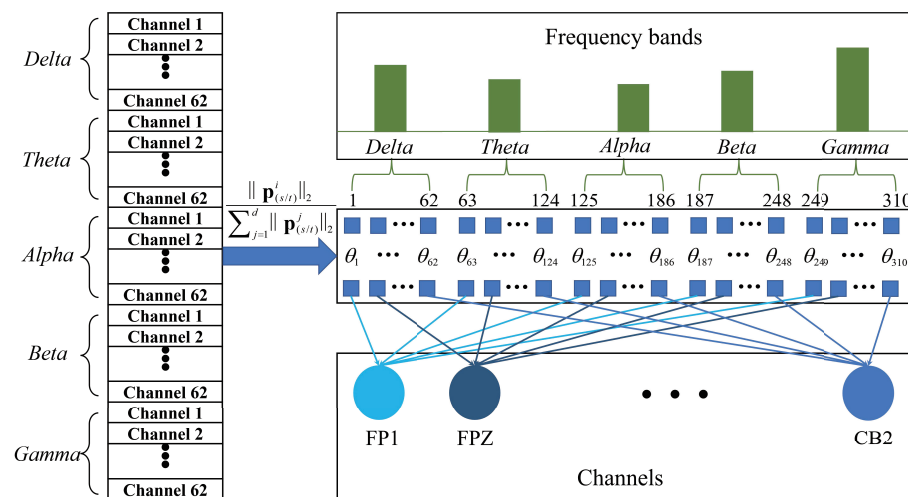 Delta
Channel 1
Channel 2
Channel 62
Theta
Channel 1
Channel 2
Channel 62
Alpha
Channel 1
Channel 2
Channel 62
Beta
Channel 1
Channel 2
Channel 62
Gamma
Channel 1
Channel 2
Channel 62
‖ p^i_(s/t) ‖_2
∑^d_{j=1} ‖ p^j_(s/t) ‖_2
Frequency bands
Delta Theta Alpha Beta Gamma
1 62 63 124 125 186 187 248 249 310
θ_1 ••• θ_62 θ_63 ••• θ_124 θ_125 ••• θ_186 θ_187 ••• θ_248 θ_249 ••• θ_310
FP1 FPZ CB2
Channels